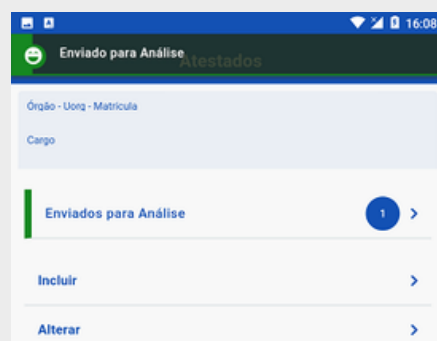 16:08
Enviado para Análise
Atestados
Órgão - Uorg - Matrícula
Cargo
Enviados para Análise
1
Incluir
Alterar